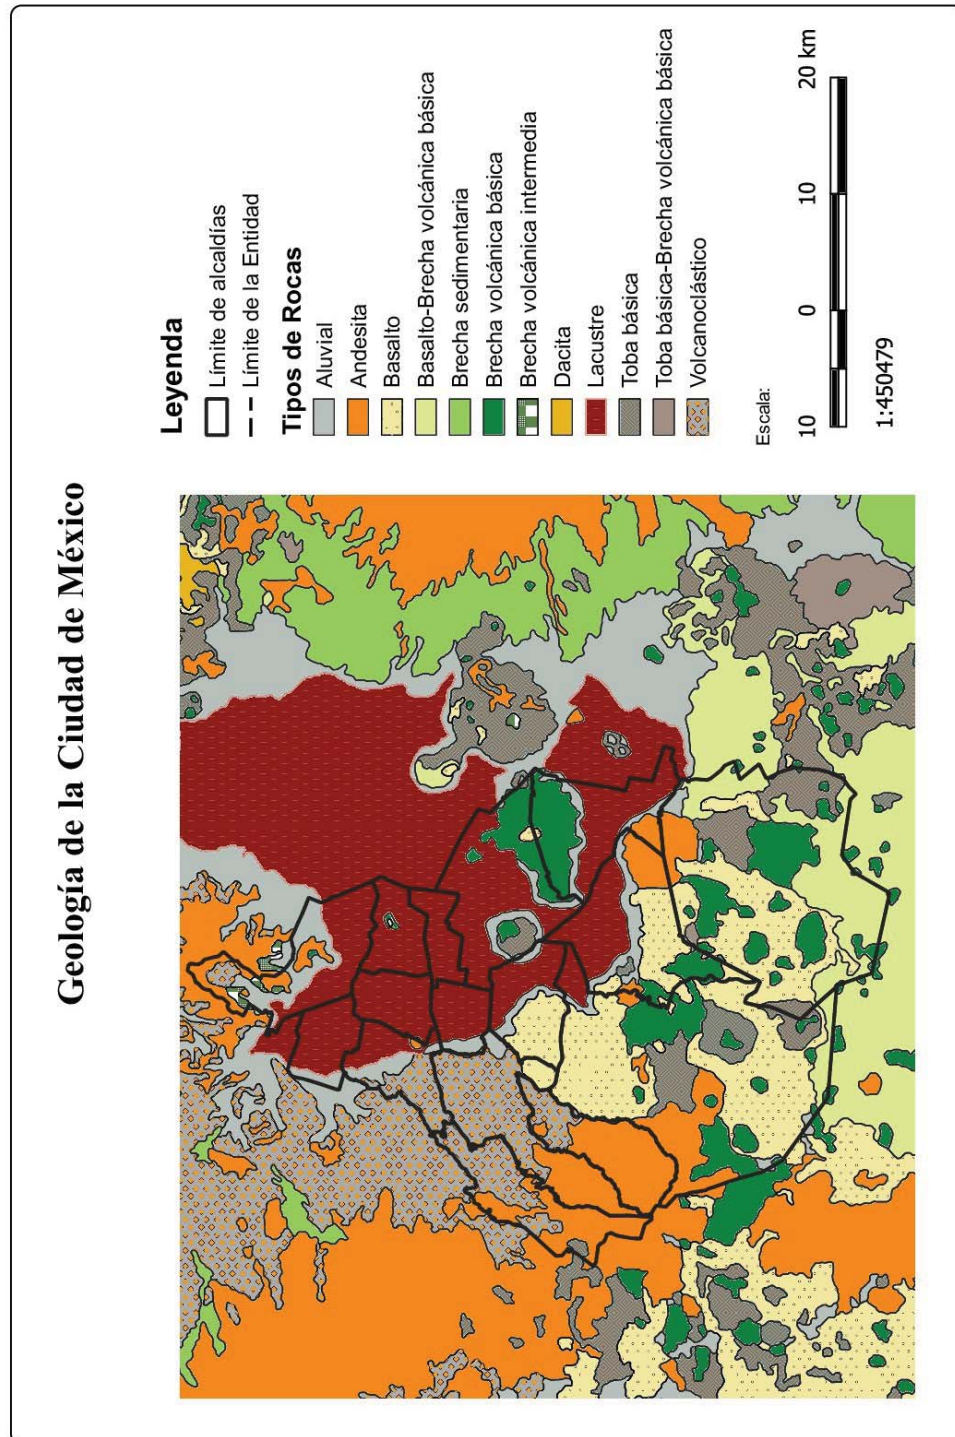 Geología de la Ciudad de México
Leyenda
Límite de alcaldías
Límite de la Entidad
Tipos de Rocas
Aluvial
Andesita
Basalto
Basalto-Brecha volcánica básica
Brecha sedimentaria
Brecha volcánica básica
Brecha volcánica intermedia
Dacita
Lacustre
Toba básica
Toba básica-Brecha volcánica básica
Volcanoclástico
Escala:
10 0 10 20 km
1:450479